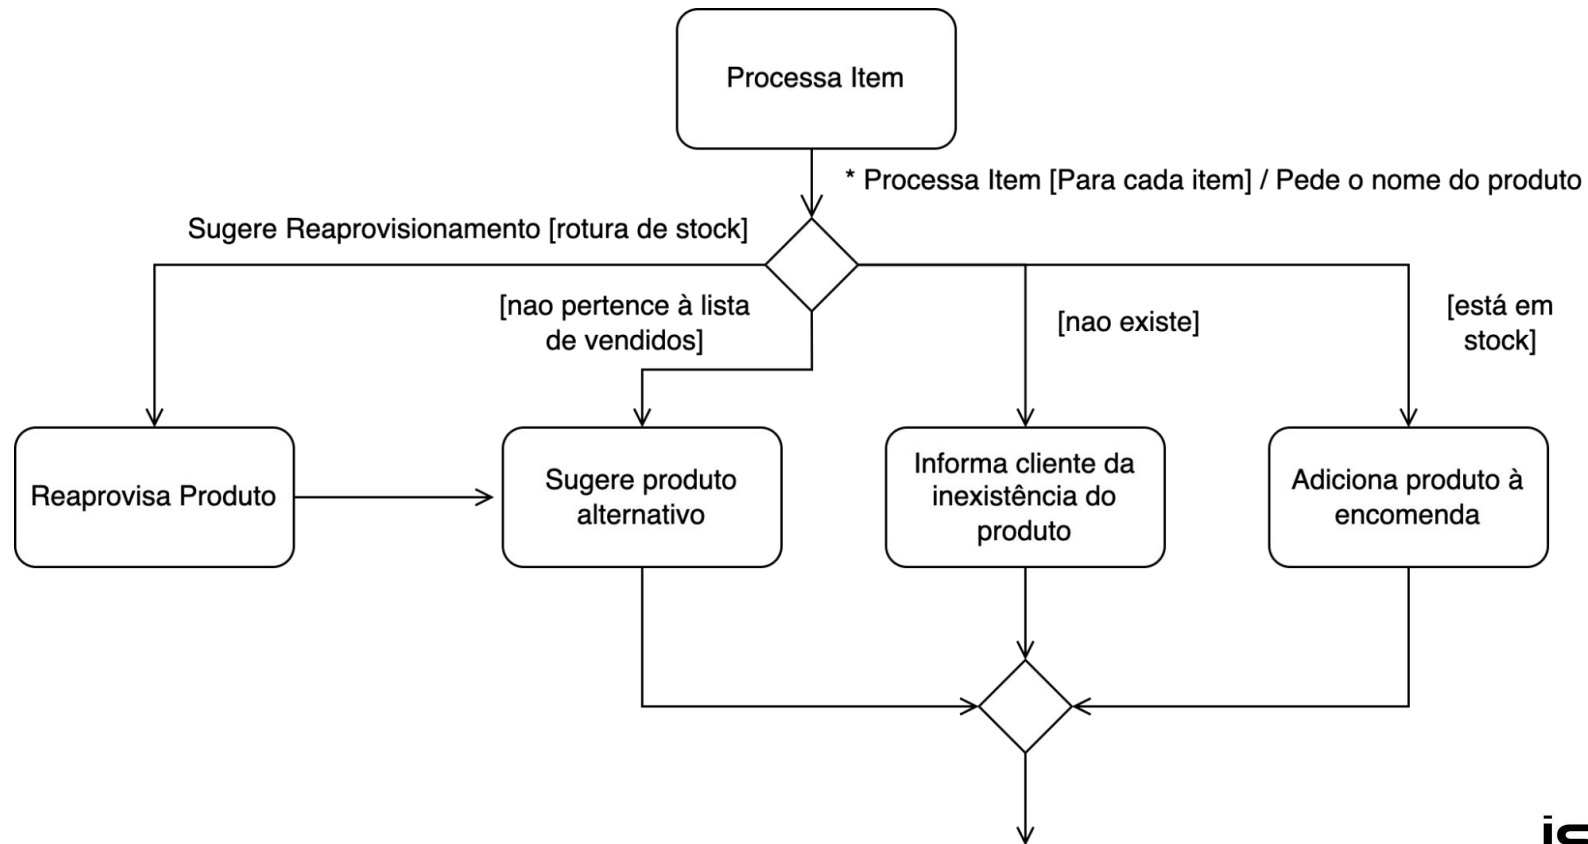 Processa Item
* Processa Item [Para cada item] / Pede o nome do produto
Sugere Reaprovisionamento [rotura de stock]
[nao pertence à lista
de vendidos]
[nao existe]
[está em
stock]
Reaprovisa Produto
Sugere produto
alternativo
Informa cliente da
inexistência do
produto
Adiciona produto à
encomenda